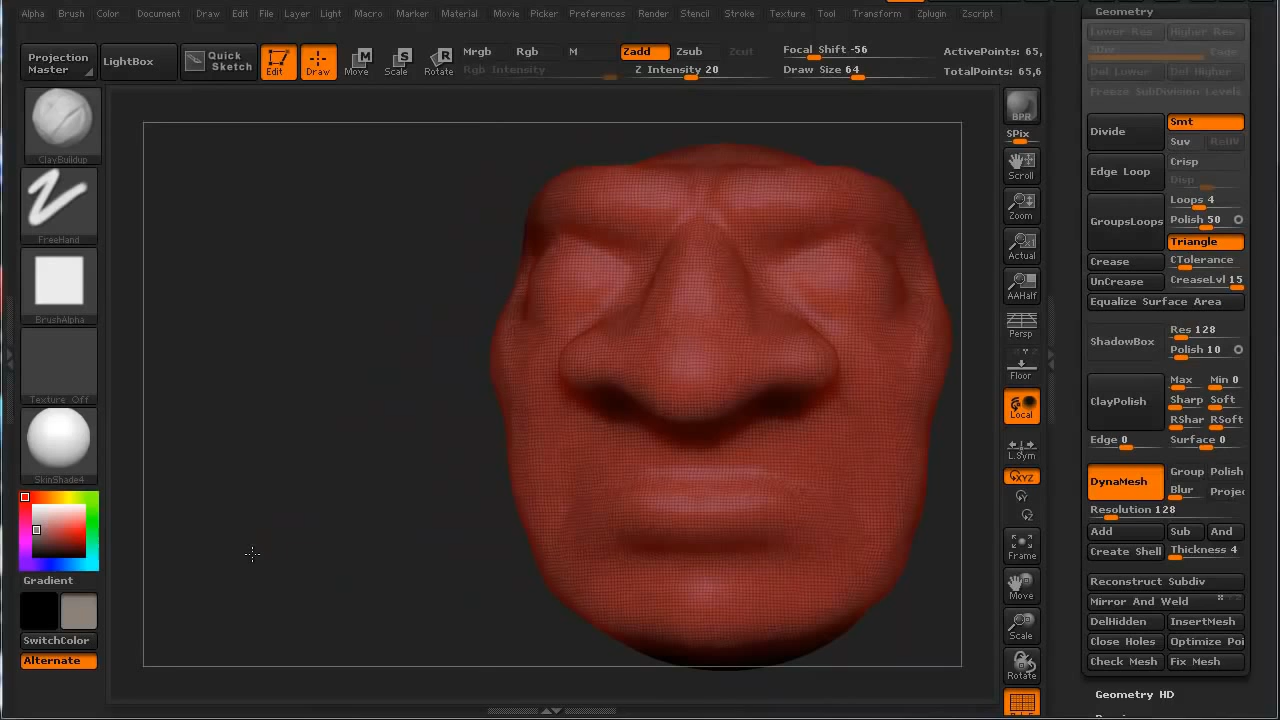 Alpha Brush Color Document Draw Edit File Layer Light Macro Marker Material Movie Picker Preferences Render Stencil Stroke Texture Tool Transform Zplugin Zscript
Projection Master
LightBox
Quick Sketch
Edit
Draw
Move
Scale
Rotate
Mrgb Rgb M
Rgb Intensity
Zadd Zsub Zcut
Z Intensity 20
Focal Shift -56
Draw Size 64
ActivePoints: 65,
TotalPoints: 65,6
ClayBuildup
FreeHand
BrushAlpha
Texture Off
SkinShade4
Gradient
SwitchColor
Alternate
BPR
SPix
Scroll
Zoom
Actual
AAHalf
Persp
Floor
Local
L.Sym
XYZ
Frame
Move
Scale
Rotate
Geometry
Lower Res Higher Res
SDiv
Del Lower Del Higher
Freeze SubDivision Levels
Divide
Smt
Suv ReUV
Edge Loop
Crisp
Disp
Loops 4
GroupsLoops
Polish 50
Triangle
Crease
CTolerance
UnCrease
CreaseLvl 15
Equalize Surface Area
ShadowBox
Res 128
Polish 10
ClayPolish
Max Min 0
Sharp Soft
RShar RSoft
Edge 0 Surface 0
DynaMesh
Group Polish
Blur Projec
Resolution 128
Add Sub And
Create Shell Thickness 4
Reconstruct Subdiv
Mirror And Weld
DelHidden InsertMesh
Close Holes Optimize Poi
Check Mesh Fix Mesh
Geometry HD